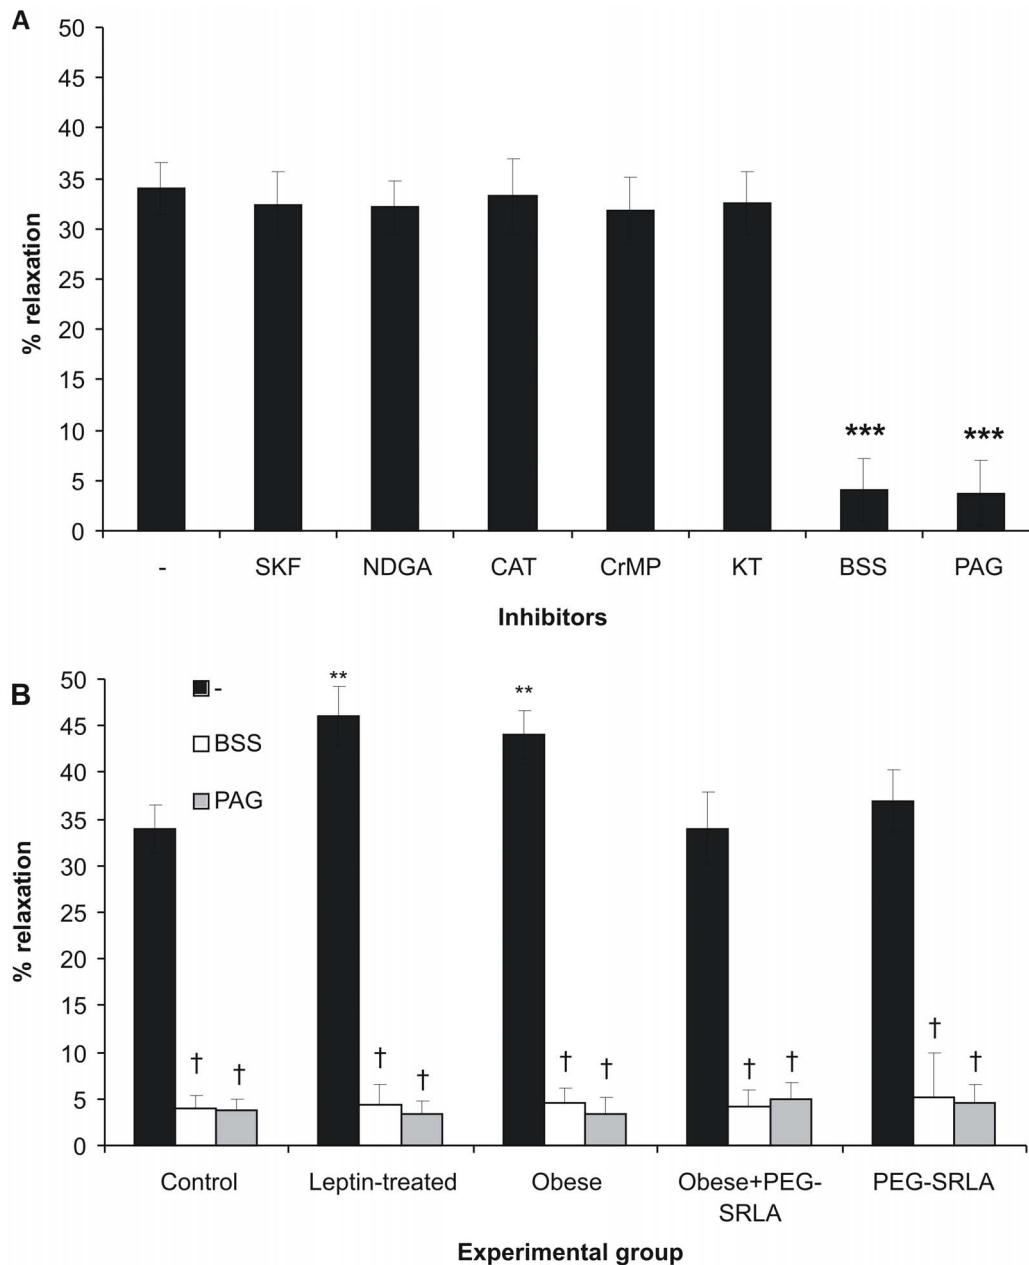 A
50
45
40
35
30
25
20
15
10
5
0
% relaxation
*** ***
- SKF NDGA CAT CrMP KT BSS PAG
Inhibitors
B
50
45
40
35
30
25
20
15
10
5
0
% relaxation
-
BSS
PAG
** **
† † † † † † † † † †
Control Leptin-treated Obese Obese+PEG- PEG-SRLA
SRLA
Experimental group